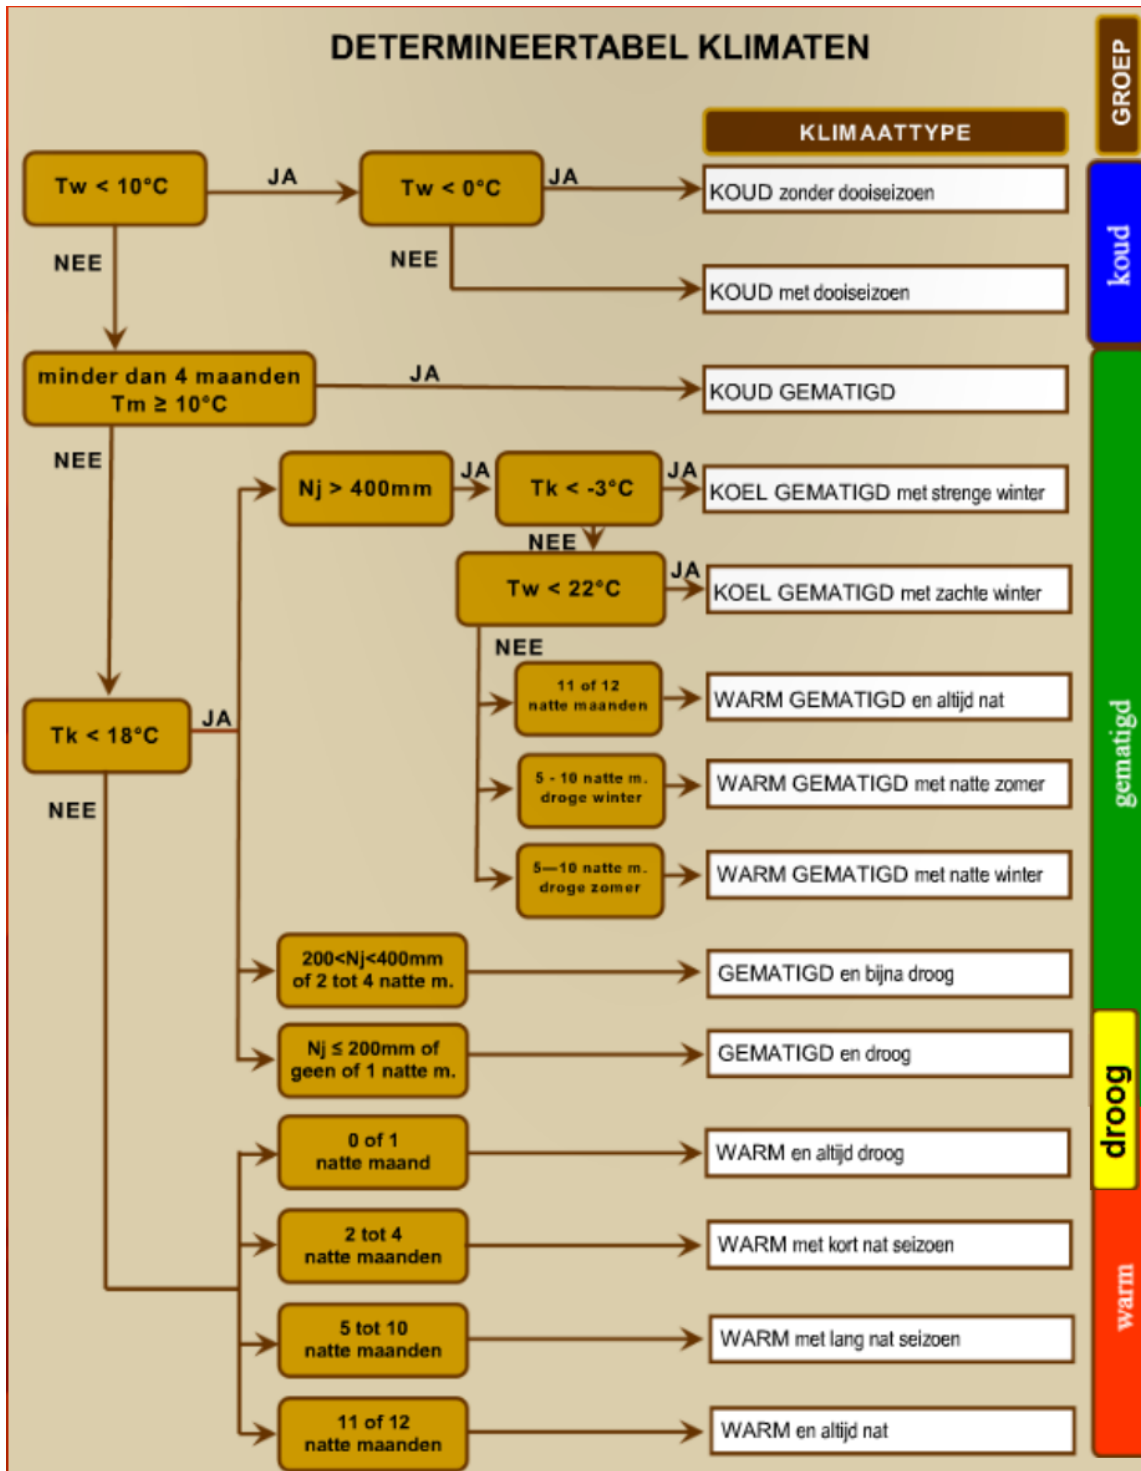 DETERMINEERTABEL KLIMATEN
GROEP
KLIMAATTYPE
Tw < 10°C
JA
Tw < 0°C
JA
KOUD zonder dooiseizoen
koud
NEE
NEE
KOUD met dooiseizoen
minder dan 4 maanden
Tm ≥ 10°C
JA
KOUD GEMATIGD
NEE
Nj > 400mm
JA
Tk < -3°C
JA
KOEL GEMATIGD met strenge winter
NEE
Tw < 22°C
JA
KOEL GEMATIGD met zachte winter
NEE
11 of 12
natte maanden
WARM GEMATIGD en altijd nat
gematigd
Tk < 18°C
JA
5 - 10 natte m.
droge winter
WARM GEMATIGD met natte zomer
NEE
5—10 natte m.
droge zomer
WARM GEMATIGD met natte winter
200<Nj<400mm
of 2 tot 4 natte m.
GEMATIGD en bijna droog
Nj ≤ 200mm of
geen of 1 natte m.
GEMATIGD en droog
droog
0 of 1
natte maand
WARM en altijd droog
2 tot 4
natte maanden
WARM met kort nat seizoen
warm
5 tot 10
natte maanden
WARM met lang nat seizoen
11 of 12
natte maanden
WARM en altijd nat